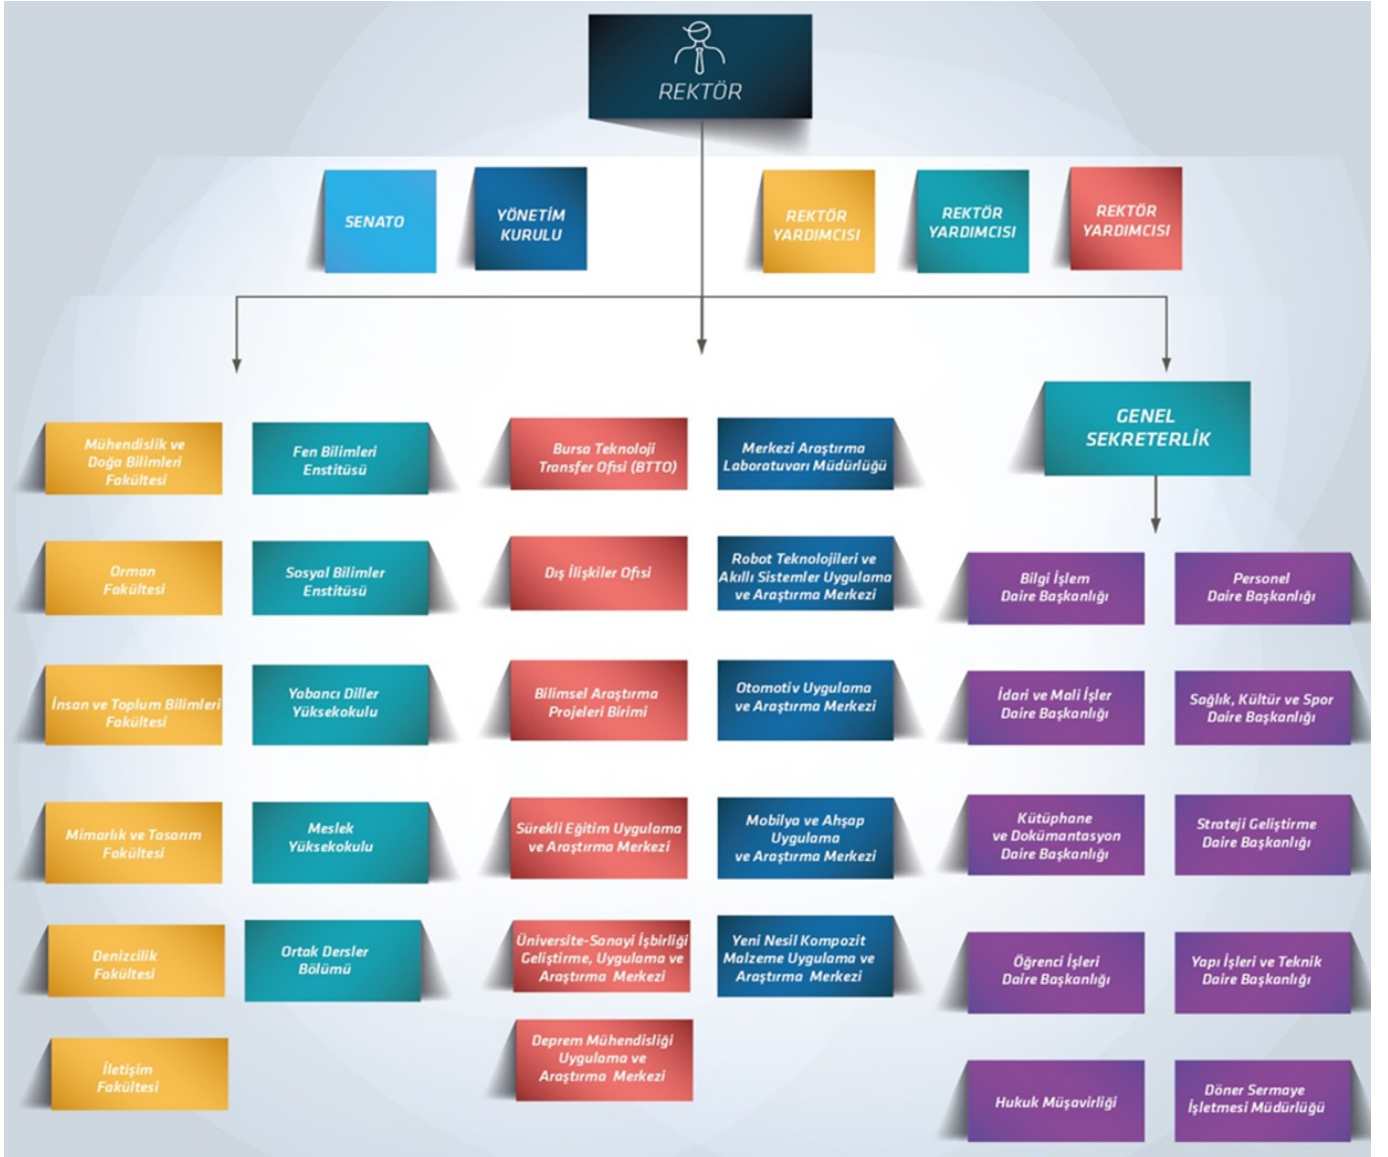 REKTÖR
SENATO
YÖNETİM
KURULU
REKTÖR
YARDIMCISI
REKTÖR
YARDIMCISI
REKTÖR
YARDIMCISI
Mühendislik ve
Doğa Bilimleri
Fakültesi
Fen Bilimleri
Enstitüsü
Orman
Fakültesi
Sosyal Bilimler
Enstitüsü
İnsan ve Toplum Bilimleri
Fakültesi
Yabancı Diller
Yüksekokulu
Mimarlık ve Tasarım
Fakültesi
Meslek
Yüksekokulu
Denizcilik
Fakültesi
Ortak Dersler
Bölümü
İletişim
Fakültesi
Bursa Teknoloji
Transfer Ofisi (BTTO)
Merkezi Araştırma
Laboratuvarı Müdürlüğü
Dış İlişkiler Ofisi
Robot Teknolojileri ve
Akıllı Sistemler Uygulama
ve Araştırma Merkezi
Bilimsel Araştırma
Projeleri Birimi
Otomotiv Uygulama
ve Araştırma Merkezi
Sürekli Eğitim Uygulama
ve Araştırma Merkezi
Mobilya ve Ahşap
Uygulama
ve Araştırma Merkezi
Üniversite-Sanayi İşbirliği
Geliştirme, Uygulama ve
Araştırma Merkezi
Yeni Nesil Kompozit
Malzeme Uygulama ve
Araştırma Merkezi
Deprem Mühendisliği
Uygulama ve
Araştırma Merkezi
GENEL
SEKRETERLİK
Bilgi İşlem
Daire Başkanlığı
Personel
Daire Başkanlığı
İdari ve Mali İşler
Daire Başkanlığı
Sağlık, Kültür ve Spor
Daire Başkanlığı
Kütüphane
ve Dokümantasyon
Daire Başkanlığı
Strateji Geliştirme
Daire Başkanlığı
Öğrenci İşleri
Daire Başkanlığı
Yapı İşleri ve Teknik
Daire Başkanlığı
Hukuk Müşavirliği
Döner Sermaye
İşletmesi Müdürlüğü